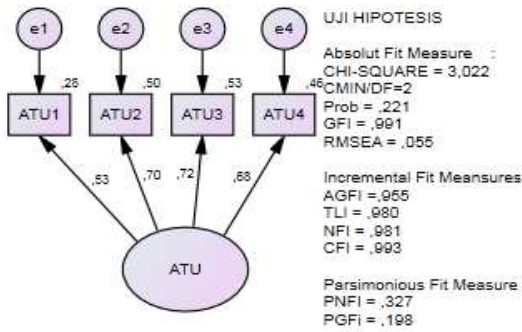 e1 e2 e3 e4
,28 ,50 ,53 ,46
ATU1 ATU2 ATU3 ATU4
,53 ,70 ,72 ,68
ATU
UJI HIPOTESIS
Absolut Fit Measure :
CHI-SQUARE = 3,022
CMIN/DF=2
Prob = ,221
GFI = ,991
RMSEA = ,055
Incremental Fit Meansures
AGFI =,955
TLI = ,980
NFI = ,981
CFI = ,993
Parsimonious Fit Measure
PNFI = ,327
PGFi = ,198